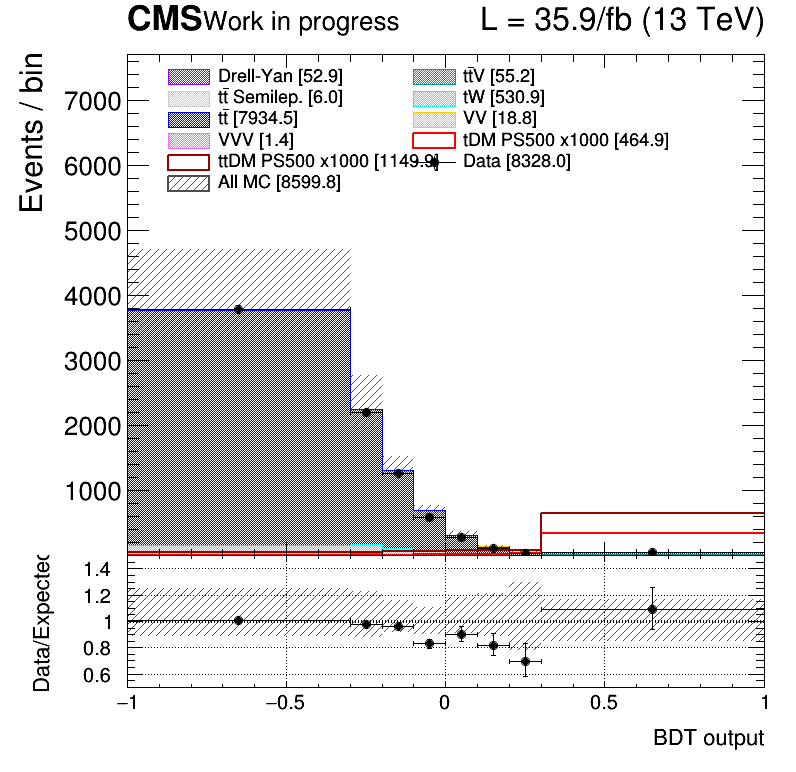 CMS Work in progress L = 35.9/fb (13 TeV)
Events / bin
Drell-Yan [52.9] tt̄V [55.2]
tt̄ Semilep. [6.0] tW [530.9]
tt̄ [7934.5] VV [18.8]
VVV [1.4] tDM PS500 x1000 [464.9]
ttDM PS500 x1000 [1149.9] Data [8328.0]
All MC [8599.8]
7000
6000
5000
4000
3000
2000
1000
Data/Expected
1.4
1.2
1
0.8
0.6
−1 −0.5 0 0.5 1
BDT output